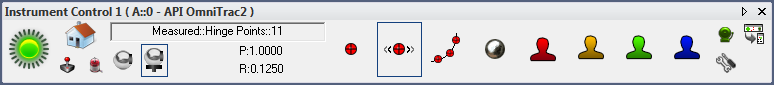 Instrument Control 1 ( A::0 - API OmniTrac2 )
Measured::Hinge Points::11
P:1.0000
R:0.1250